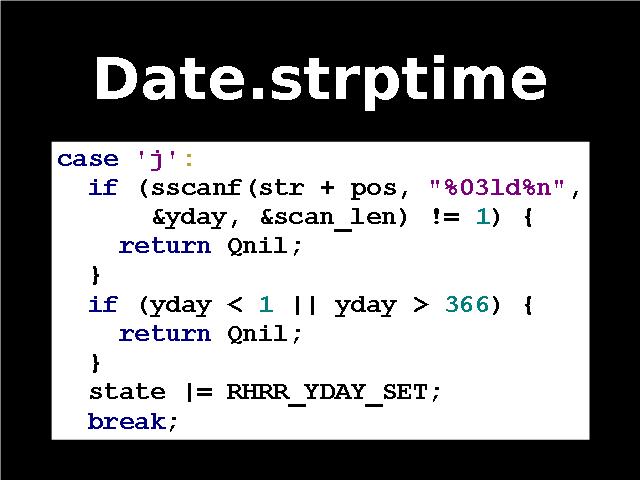 Date.strptime
case 'j':
  if (sscanf(str + pos, "%03ld%n",
      &yday, &scan_len) != 1) {
    return Qnil;
  }
  if (yday < 1 || yday > 366) {
    return Qnil;
  }
  state |= RHRR_YDAY_SET;
  break;